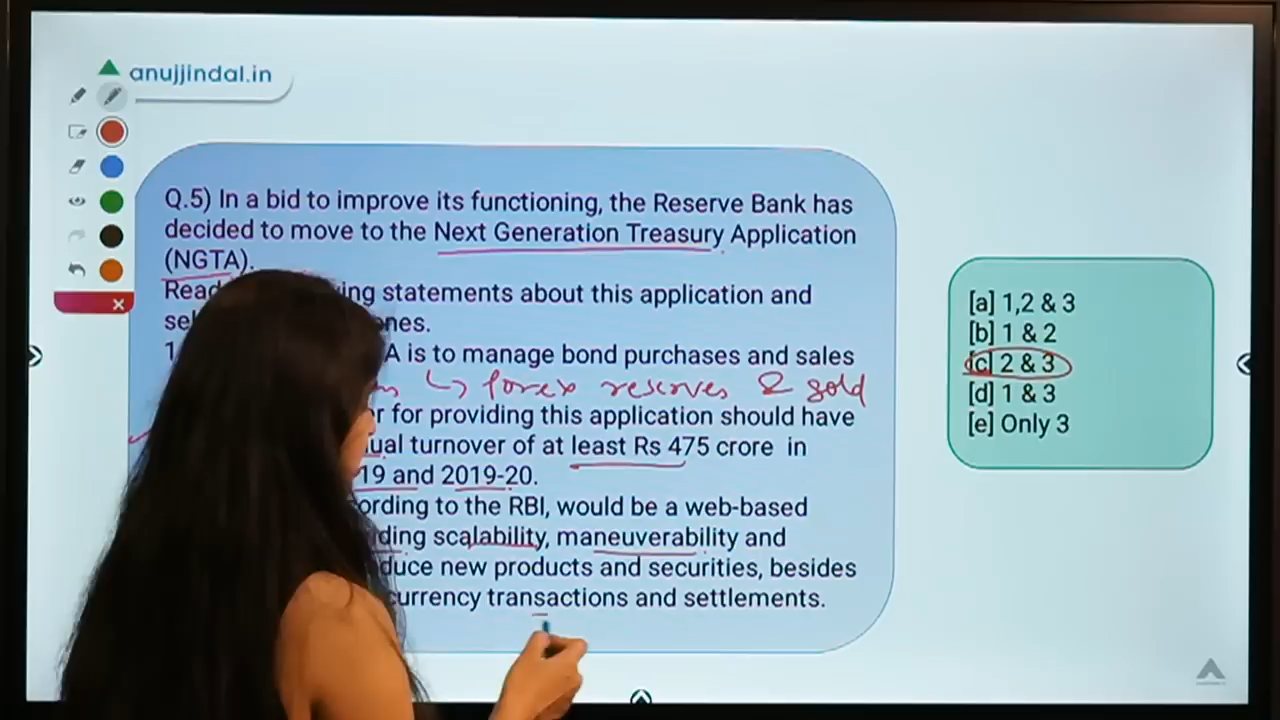 anujjindal.in
Q.5) In a bid to improve its functioning, the Reserve Bank has
decided to move to the Next Generation Treasury Application
(NGTA).
Read ing statements about this application and
se nes.
1 A is to manage bond purchases and sales
forex reserves & gold
r for providing this application should have
ual turnover of at least Rs 475 crore in
19 and 2019-20.
ording to the RBI, would be a web-based
ding scalability, maneuverability and
duce new products and securities, besides
currency transactions and settlements.
[a] 1,2 & 3
[b] 1 & 2
[c] 2 & 3
[d] 1 & 3
[e] Only 3